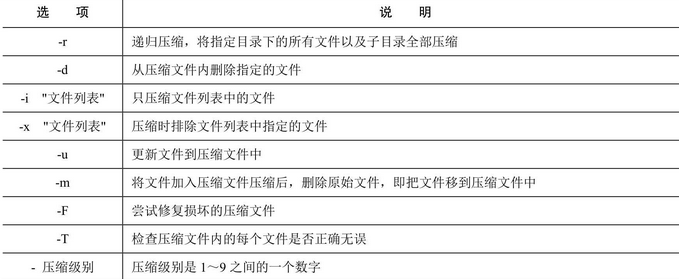 选 项 说 明
-r 递归压缩，将指定目录下的所有文件以及子目录全部压缩
-d 从压缩文件内删除指定的文件
-i "文件列表" 只压缩文件列表中的文件
-x "文件列表" 压缩时排除文件列表中指定的文件
-u 更新文件到压缩文件中
-m 将文件加入压缩文件压缩后，删除原始文件，即把文件移到压缩文件中
-F 尝试修复损坏的压缩文件
-T 检查压缩文件内的每个文件是否正确无误
- 压缩级别 压缩级别是 1～9 之间的一个数字